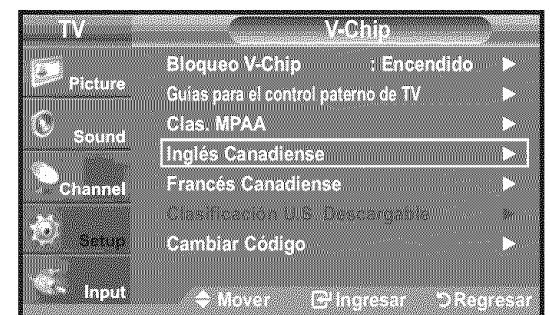 TV
V-Chip
Picture
Sound
Channel
Setup
Input
Bloqueo V-Chip : Encendido
Guías para el control paterno de TV
Clas. MPAA
Inglés Canadiense
Francés Canadiense
Clasificación U.S. Descargable
Cambiar Código
Mover Ingresar Regresar